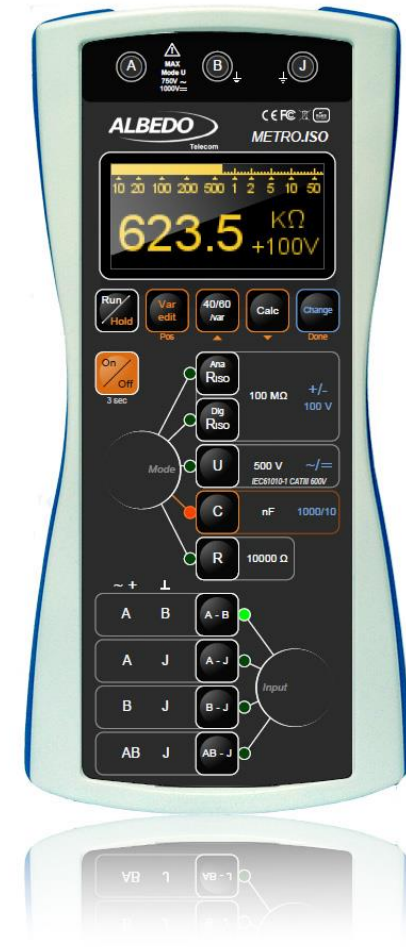 A B J
MAX
Mode U
750V ~
1000V
ALBEDO
Telecom
CE FC
METRO.ISO
10 20 100 200 500 1 2 5 10 50
623.5 KΩ
+100V
Run/Hold
Var edit
40/60 /var
Calc
Change
Pos
Done
On/Off
3 sec
Mode
Ana RISO
Dig RISO
100 MΩ
+/-
100 V
U
500 V
~/=
IEC61010-1 CATIII 600V
C
nF
1000/10
R
10000 Ω
~ + ⊥
A B A - B
A J A - J
B J B - J
AB J AB - J
Input